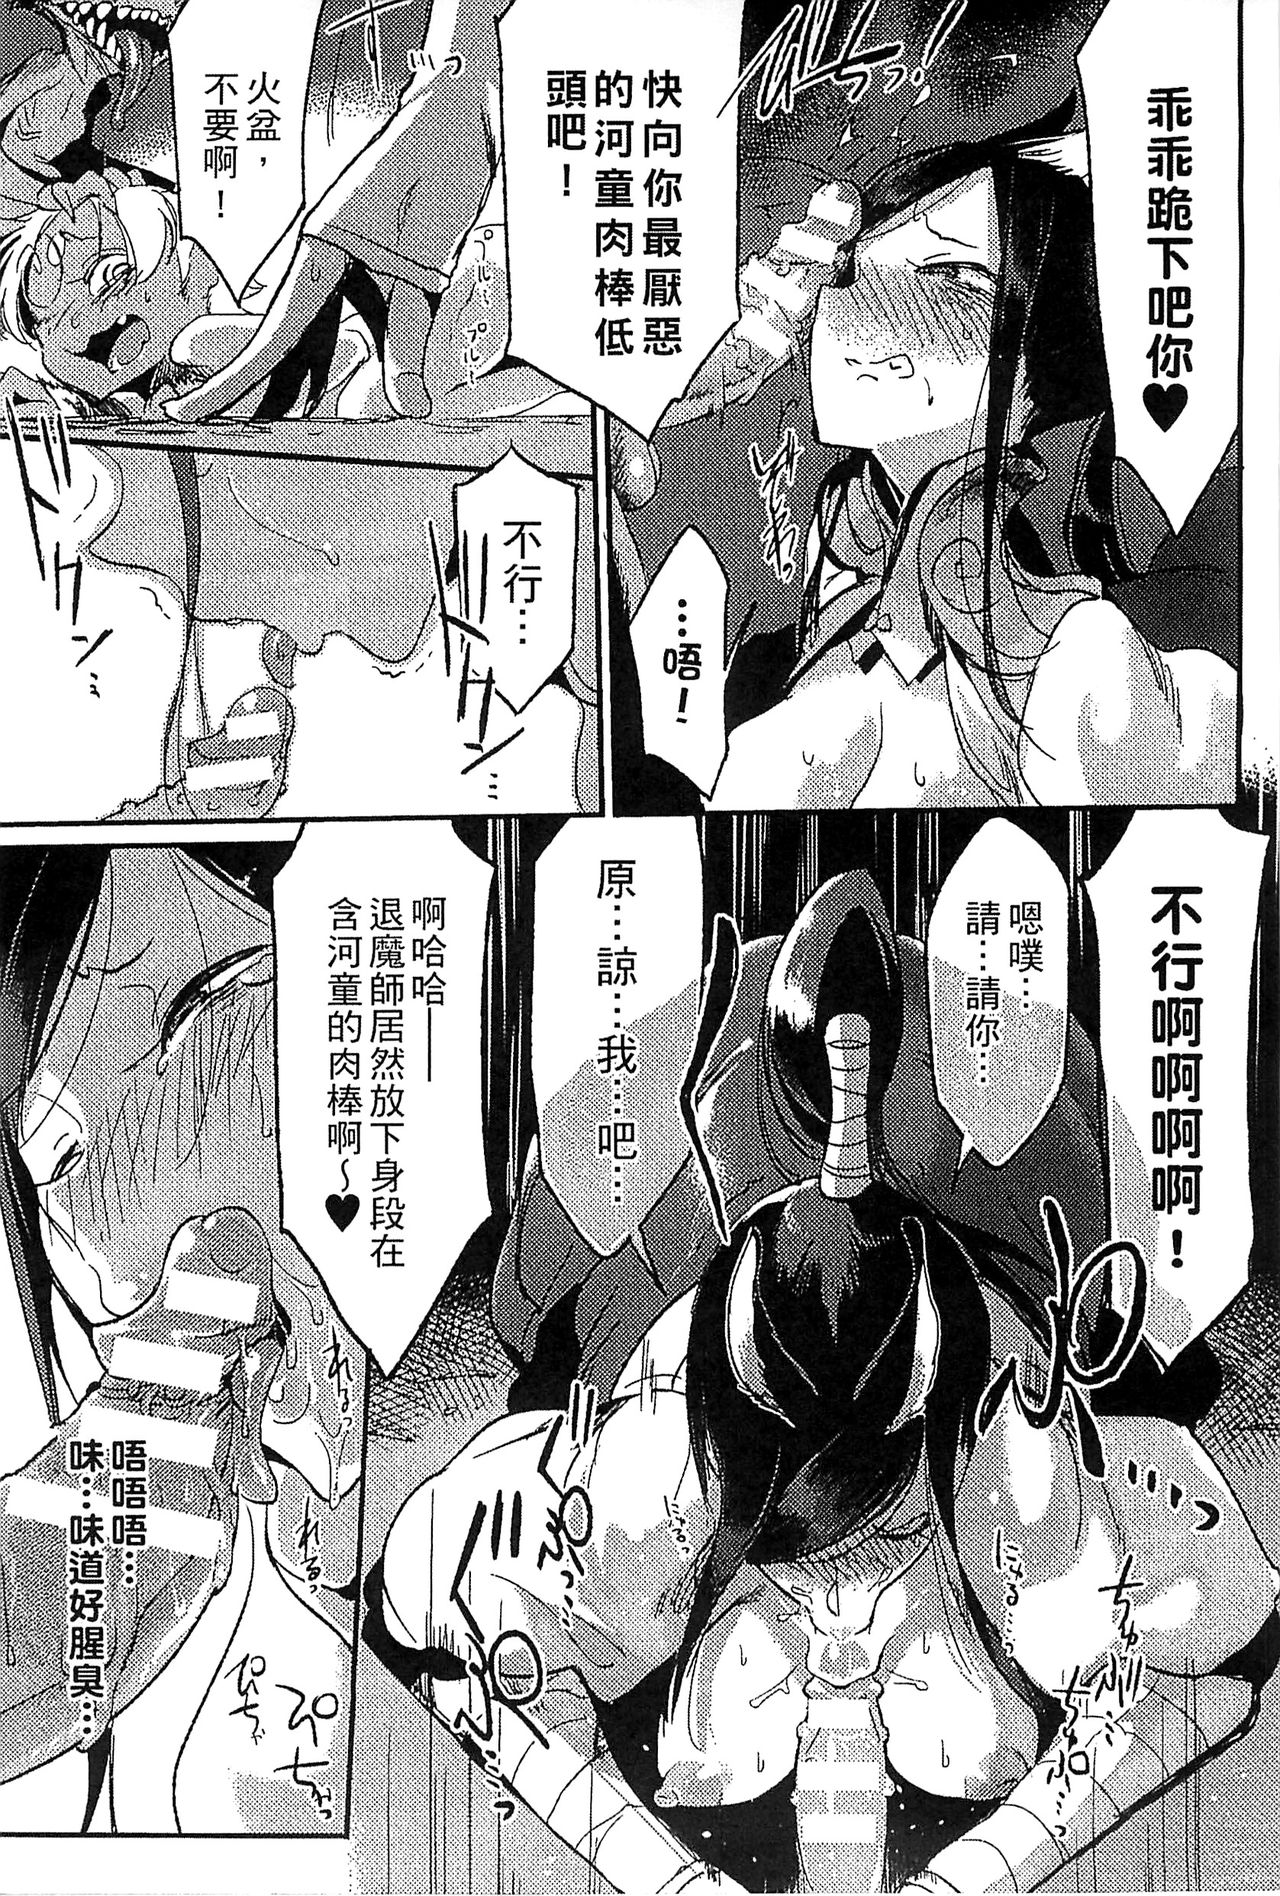 乖乖跪下吧你♥
快向你最厭惡
的河童肉棒低
頭吧！
…唔！
火盆，
不要啊！
不行…
不行啊啊啊啊！
嗯噗…
請…請你…
原…諒…我…吧…
啊哈哈──
退魔師居然放下身段在
含河童的肉棒啊～♥
唔唔唔…
味…味道好腥臭…